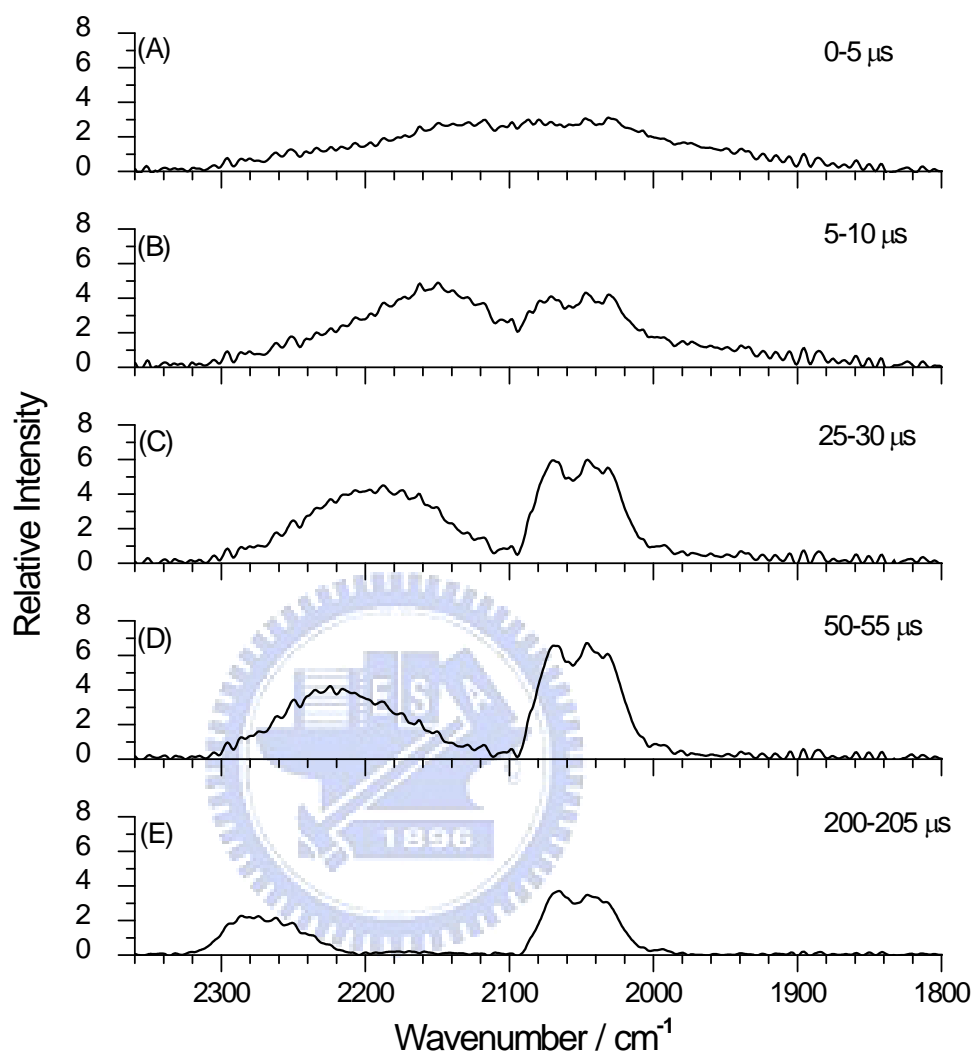 (A)
0-5 μs
8
6
4
2
0
(B)
5-10 μs
8
6
4
2
0
(C)
25-30 μs
8
6
4
2
0
(D)
50-55 μs
8
6
4
2
0
(E)
200-205 μs
8
6
4
2
0
Relative Intensity
E S A
1896
2300 2200 2100 2000 1900 1800
Wavenumber / cm⁻¹